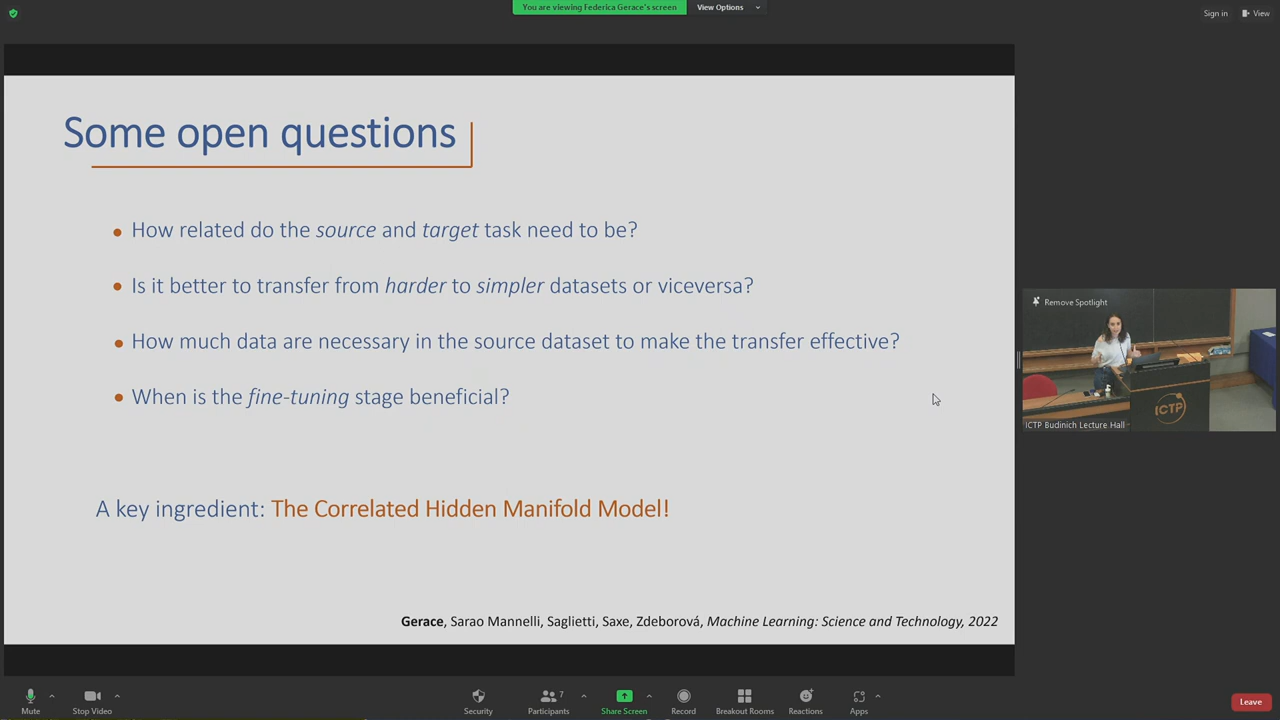 You are viewing Federica Gerace's screen
View Options
Sign in
View
Some open questions
How related do the source and target task need to be?
Is it better to transfer from harder to simpler datasets or viceversa?
How much data are necessary in the source dataset to make the transfer effective?
When is the fine-tuning stage beneficial?
A key ingredient: The Correlated Hidden Manifold Model!
Gerace, Sarao Mannelli, Saglietti, Saxe, Zdeborová, Machine Learning: Science and Technology, 2022
Remove Spotlight
ICTP
ICTP Budinich Lecture Hall
Mute
Stop Video
Security
Participants
7
Share Screen
Record
Breakout Rooms
Reactions
Apps
Leave